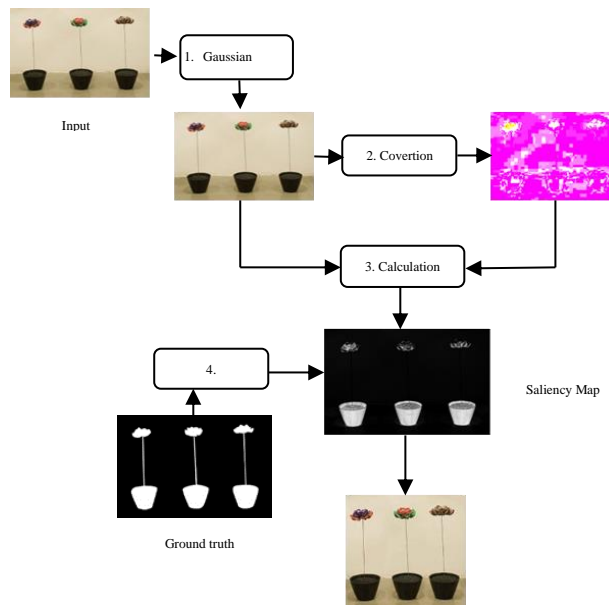 1. Gaussian
Input
2. Covertion
3. Calculation
4.
Saliency Map
Ground truth